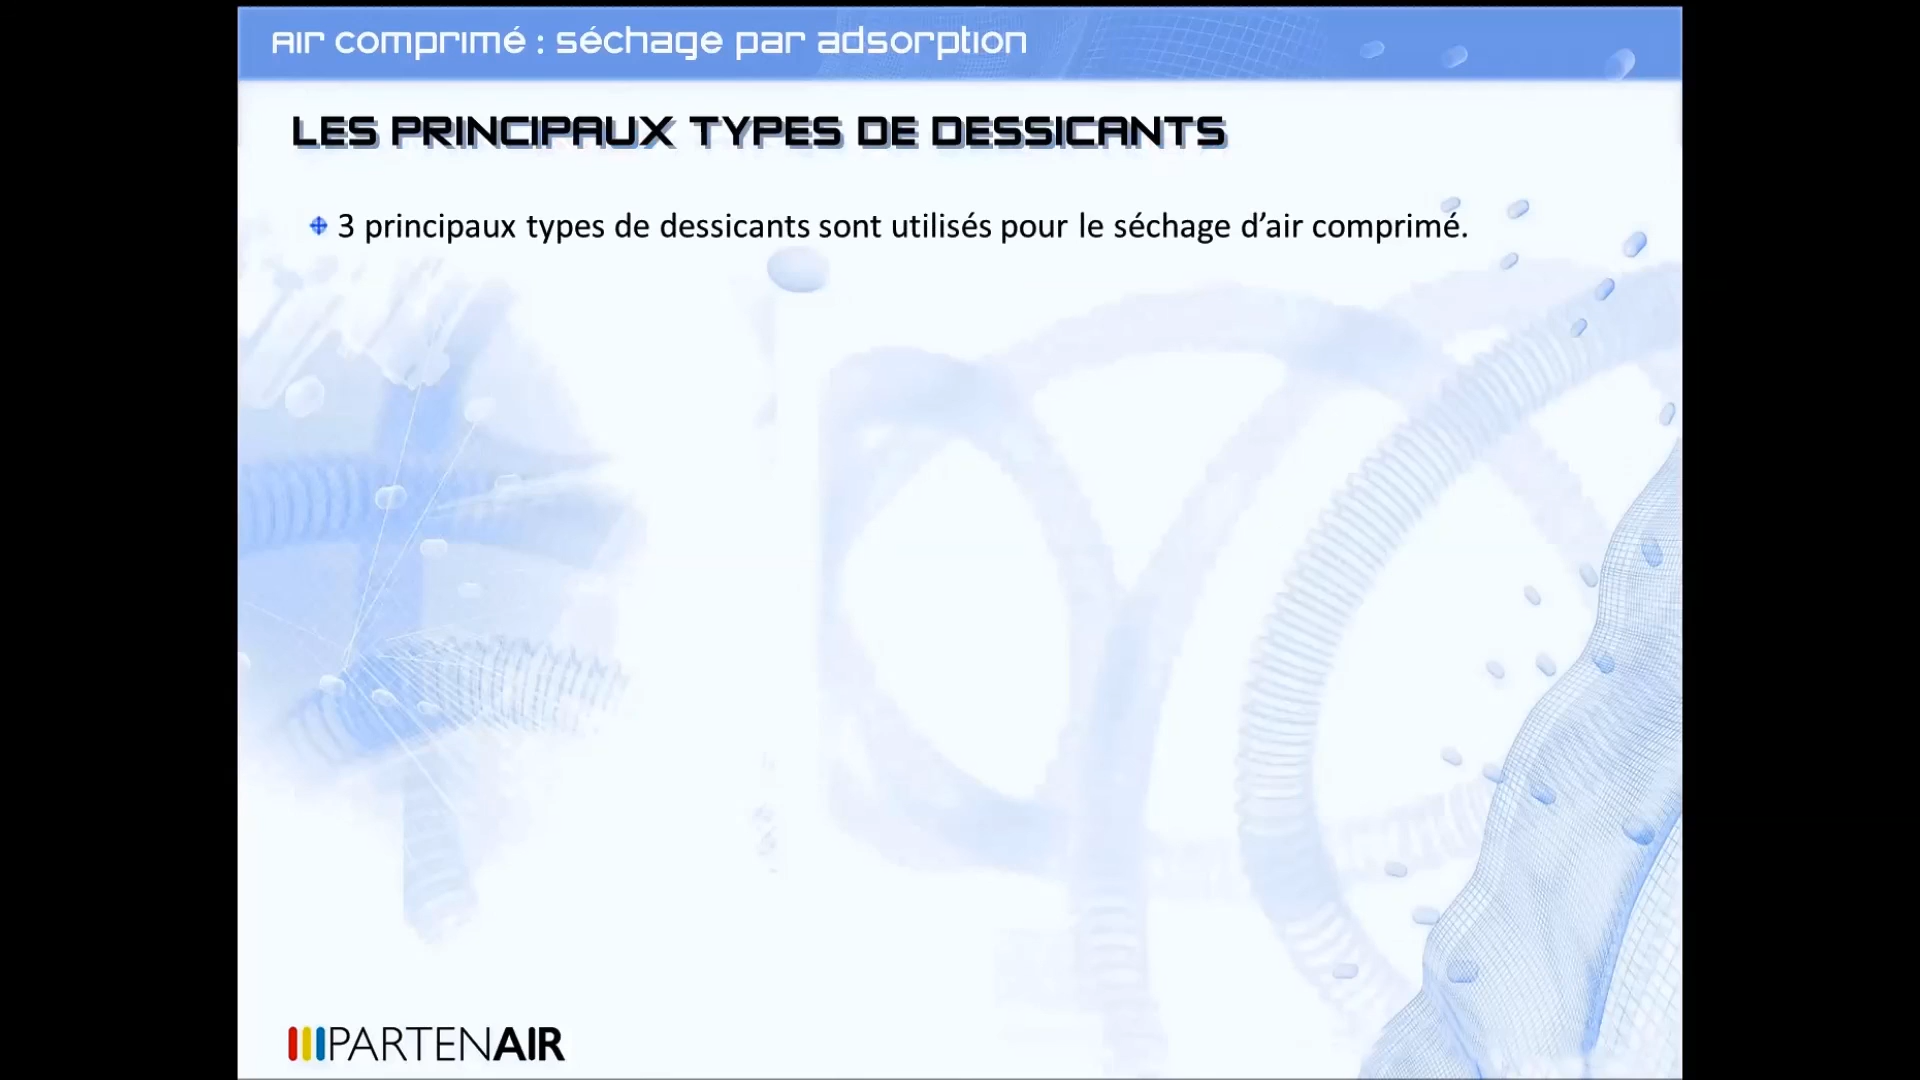 Air comprimé : séchage par adsorption
LES PRINCIPAUX TYPES DE DESSICANTS
3 principaux types de dessicants sont utilisés pour le séchage d’air comprimé.
PARTENAIR